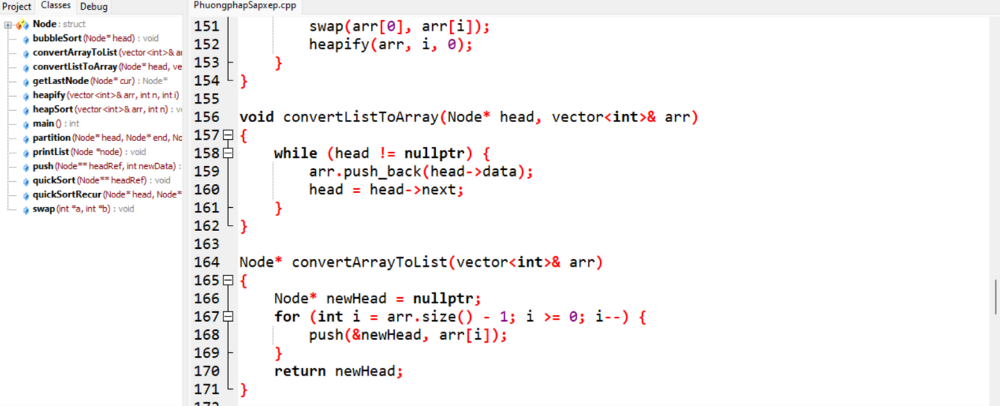 Project Classes Debug
Node : struct
bubbleSort (Node* head) : void
convertArrayToList (vector<int>& a
convertListToArray (Node* head, ve
getLastNode (Node* cur) : Node*
heapify (vector<int>& arr, int n, int i)
heapSort (vector<int>& arr, int n) : v
main () : int
partition (Node* head, Node* end, No
printList (Node *node) : void
push (Node** headRef, int newData) :
quickSort (Node** headRef) : void
quickSortRecur (Node* head, Node*
swap (int *a, int *b) : void
PhuongphapSapxep.cpp
151         swap(arr[0], arr[i]);
152         heapify(arr, i, 0);
153     }
154 }
155
156 void convertListToArray(Node* head, vector<int>& arr)
157 {
158     while (head != nullptr) {
159         arr.push_back(head->data);
160         head = head->next;
161     }
162 }
163
164 Node* convertArrayToList(vector<int>& arr)
165 {
166     Node* newHead = nullptr;
167     for (int i = arr.size() - 1; i >= 0; i--) {
168         push(&newHead, arr[i]);
169     }
170     return newHead;
171 }